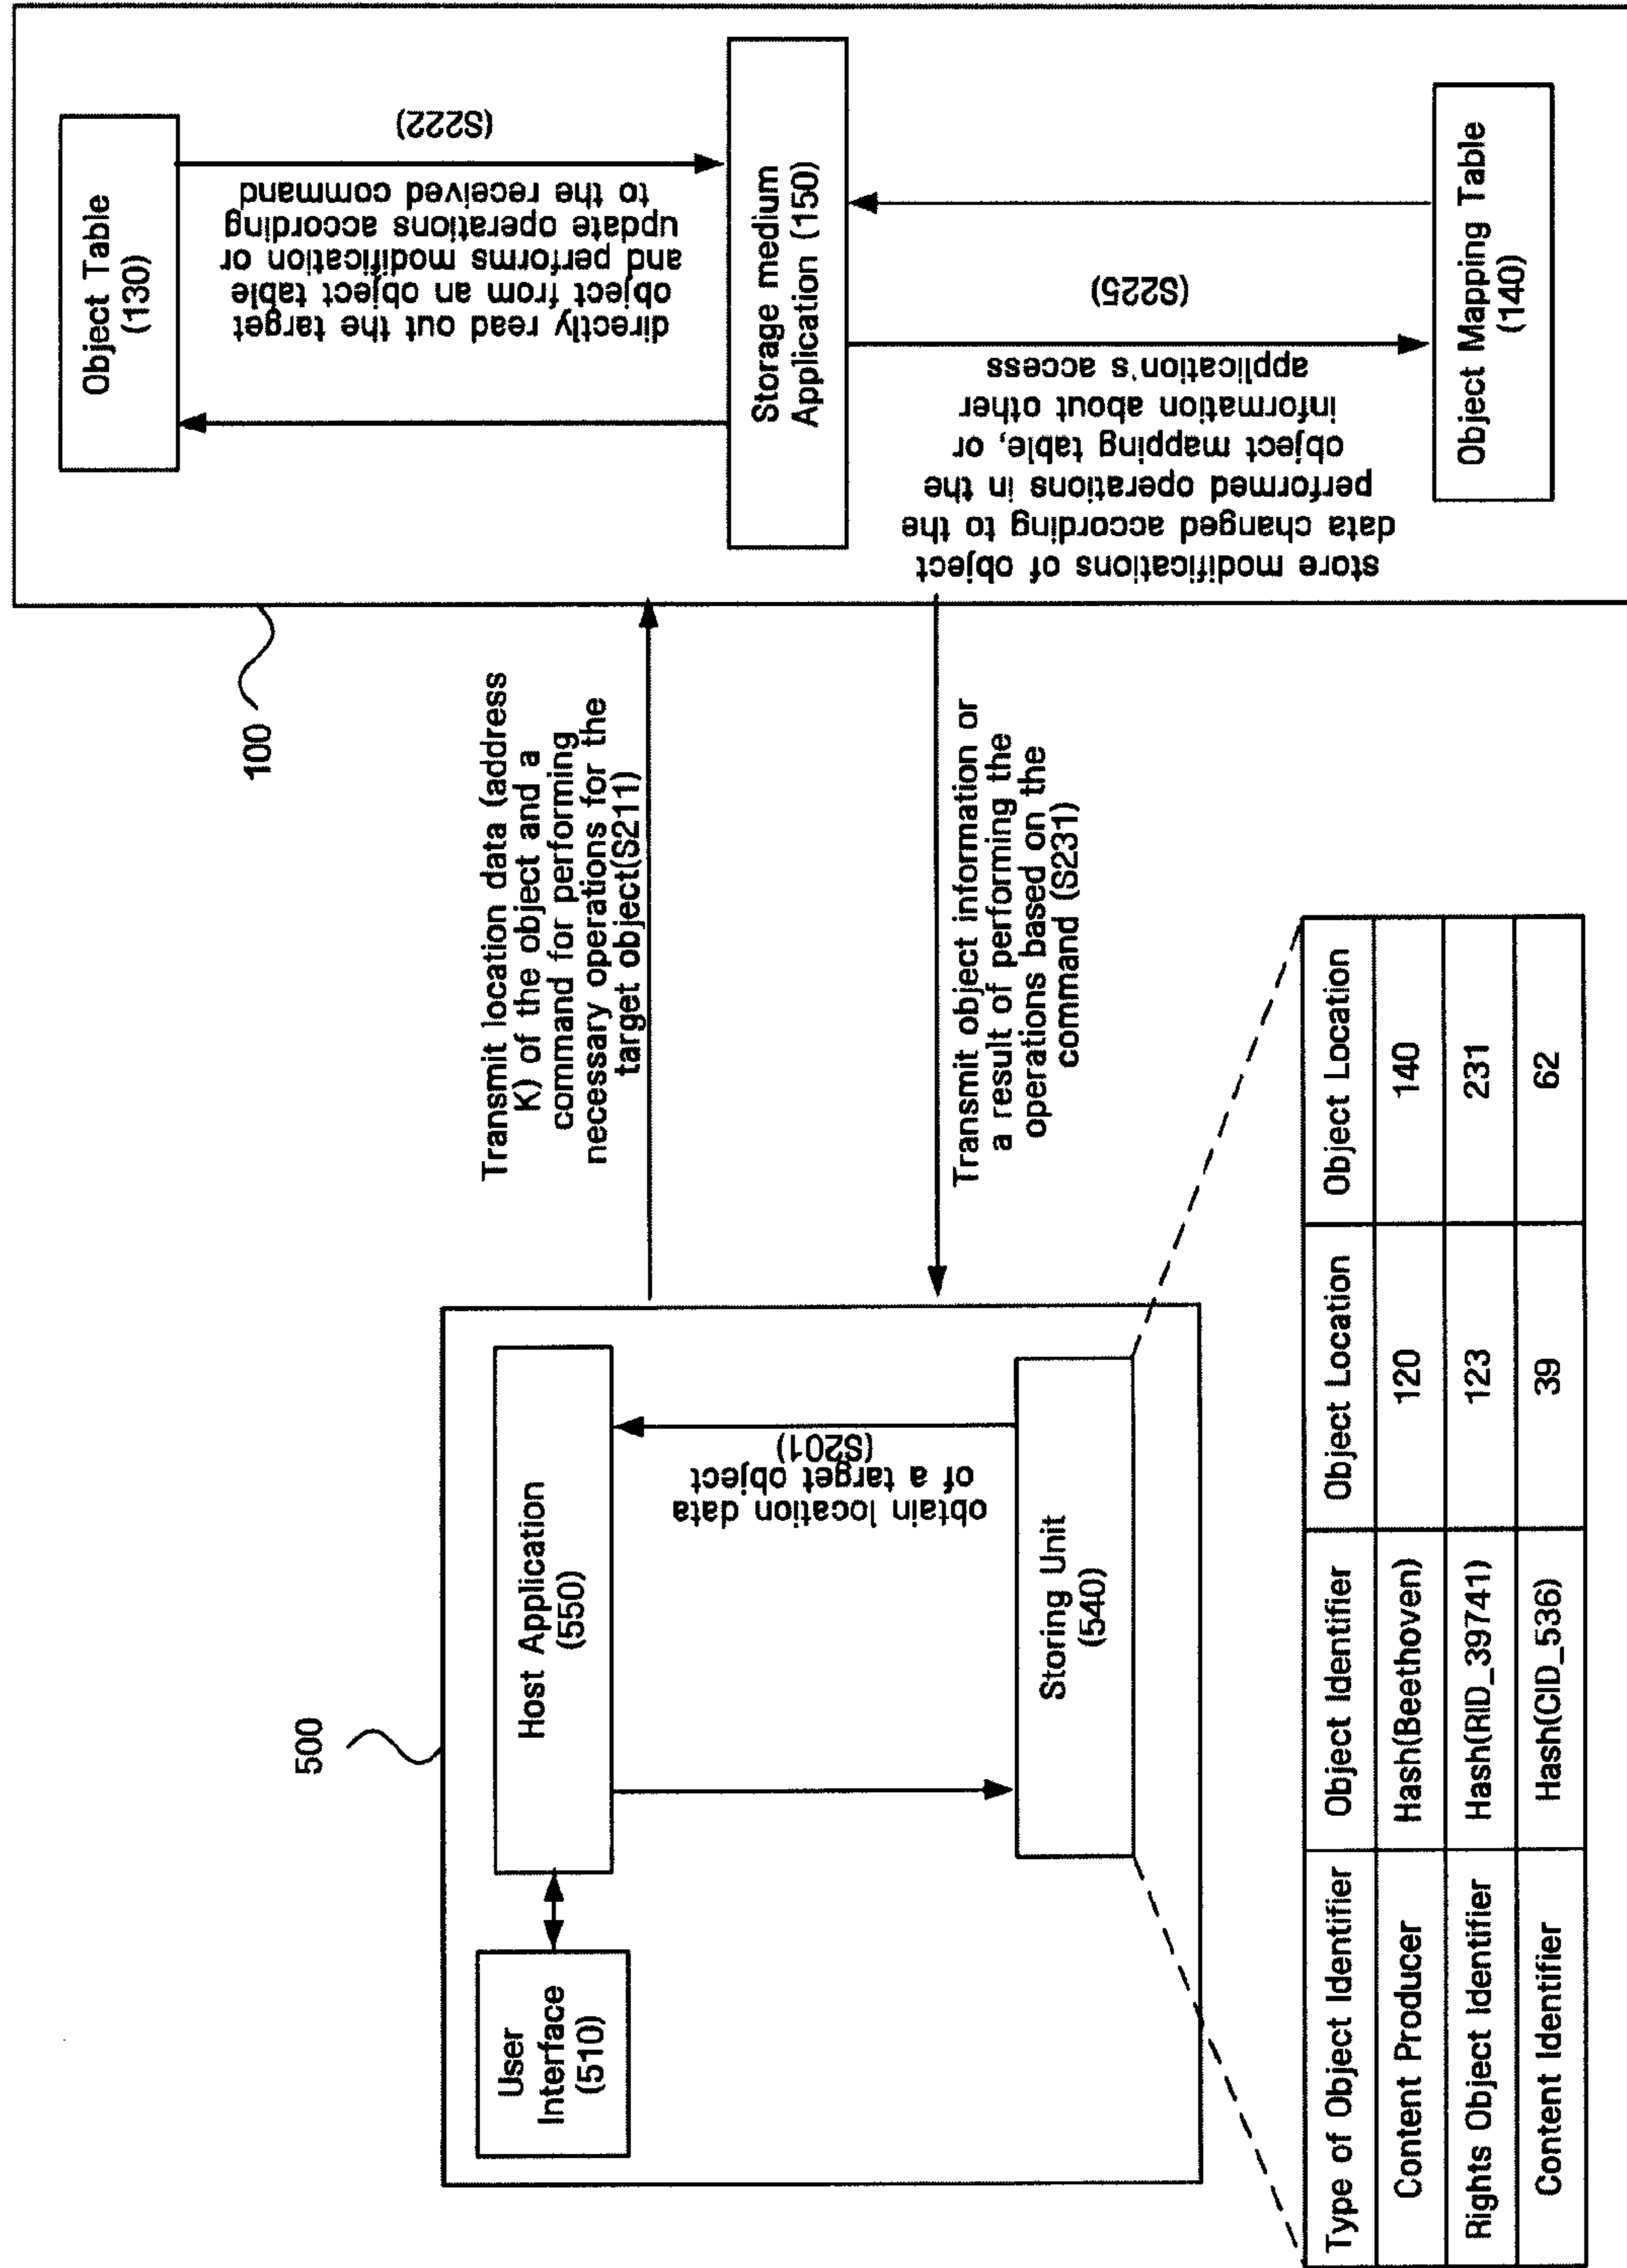 500
User
Interface
(510)
Host Application
(550)
obtain location data
of a target object
(S201)
Storing Unit
(540)
Transmit location data (address
K) of the object and a
command for performing
necessary operations for the
target object(S211)
Transmit object information or
a result of performing the
operations based on the
command (S231)
100
Object Table
(130)
directly read out the target
object from an object table
and performs modification or
update operations according
to the received command
(S222)
Storage medium
Application (150)
store modifications of object
data changed according to the
performed operations in the
object mapping table, or
information about other
application's access
(S225)
Object Mapping Table
(140)
Type of Object Identifier Object Identifier Object Location Object Location
Content Producer Hash(Beethoven) 120 140
Rights Object Identifier Hash(RID_39741) 123 231
Content Identifier Hash(CID_536) 39 62